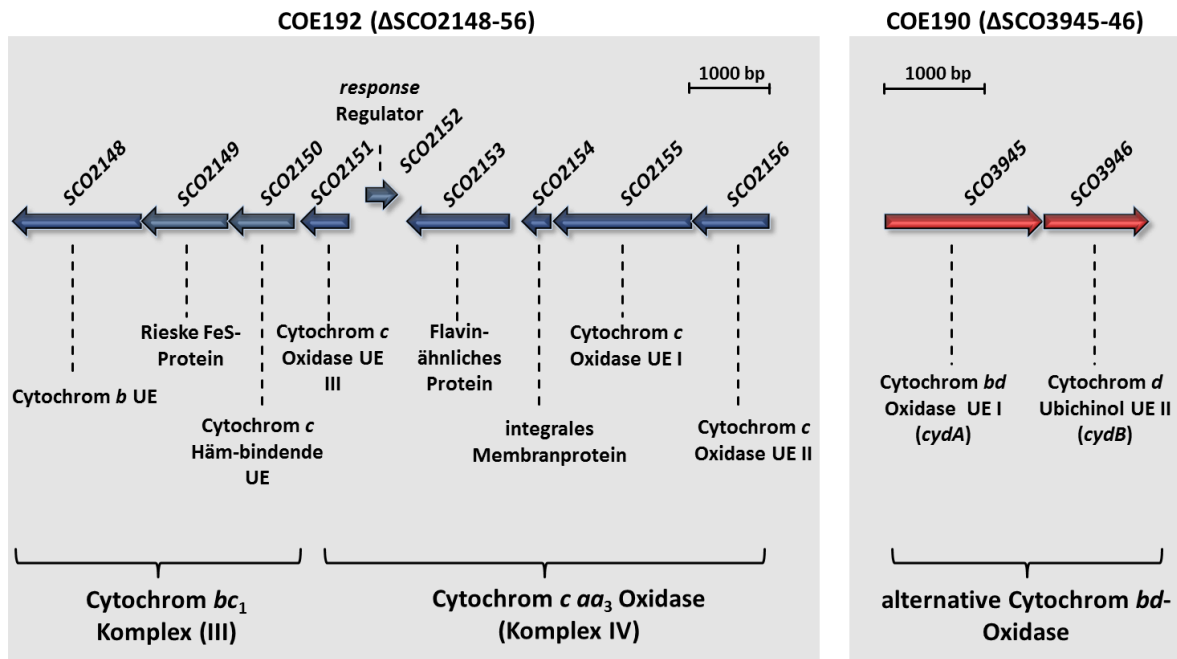 COE192 (ΔSCO2148-56)
COE190 (ΔSCO3945-46)
1000 bp
1000 bp
response
Regulator
SCO2148
SCO2149
SCO2150
SCO2151
SCO2152
SCO2153
SCO2154
SCO2155
SCO2156
SCO3945
SCO3946
Cytochrom b UE
Rieske FeS-
Protein
Cytochrom c
Häm-bindende
UE
Cytochrom c
Oxidase UE
III
Flavin-
ähnliches
Protein
integrales
Membranprotein
Cytochrom c
Oxidase UE I
Cytochrom c
Oxidase UE II
Cytochrom bd
Oxidase UE I
(cydA)
Cytochrom d
Ubichinol UE II
(cydB)
Cytochrom bc₁
Komplex (III)
Cytochrom c aa₃ Oxidase
(Komplex IV)
alternative Cytochrom bd-
Oxidase